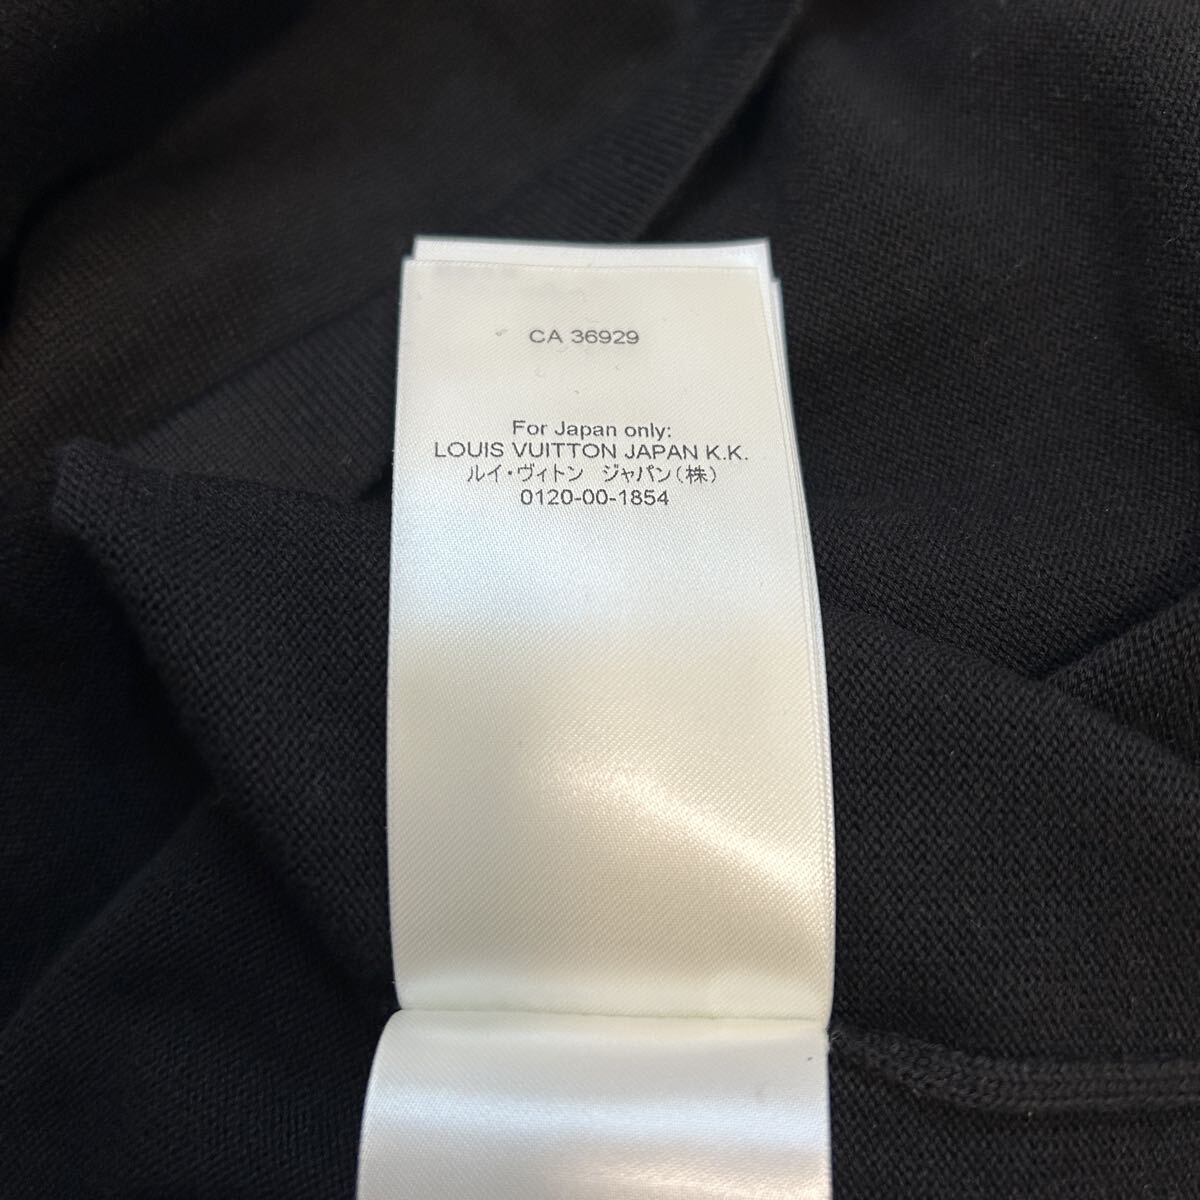 CA 36929
For Japan only:
LOUIS VUITTON JAPAN K.K.
ルイ・ヴィトン ジャパン(株)
0120-00-1854